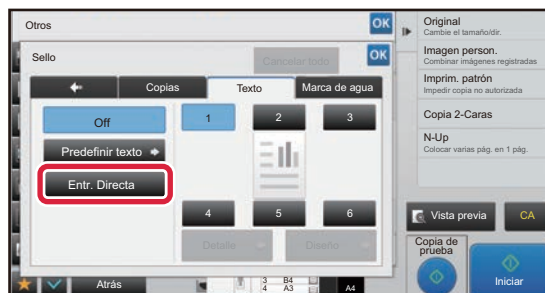 Otros
OK
Sello
Cancelar todo
OK
Copias
Texto
Marca de agua
Off
Predefinir texto
Entr. Directa
1
2
3
4
5
6
Detalle
Diseño
Atrás
3 B4
4 A3
A4
Original
Cambie el tamaño/dir.
Imagen person.
Combinar imágenes registradas
Imprim. patrón
Impedir copia no autorizada
Copia 2-Caras
N-Up
Colocar varias pág. en 1 pág.
Vista previa
CA
Copia de
prueba
Iniciar